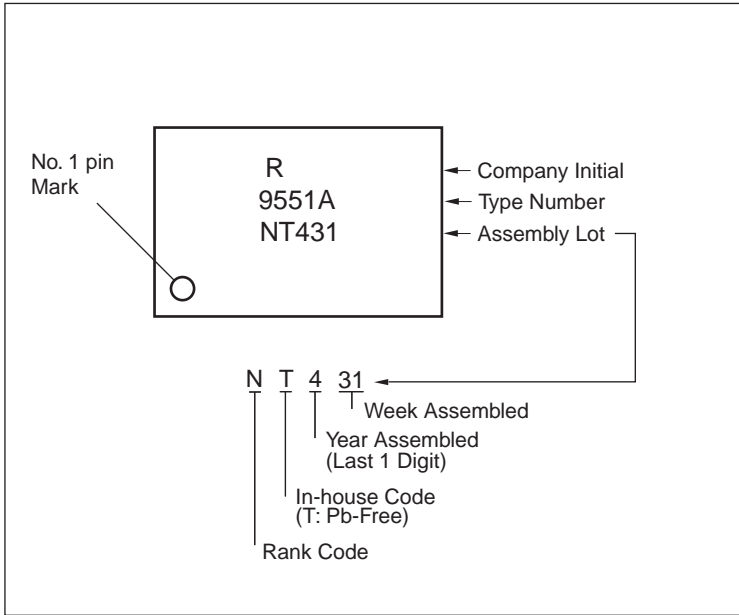 No. 1 pin
Mark
R
9551A
NT431
Company Initial
Type Number
Assembly Lot
N T 4 31
Week Assembled
Year Assembled
(Last 1 Digit)
In-house Code
(T: Pb-Free)
Rank Code